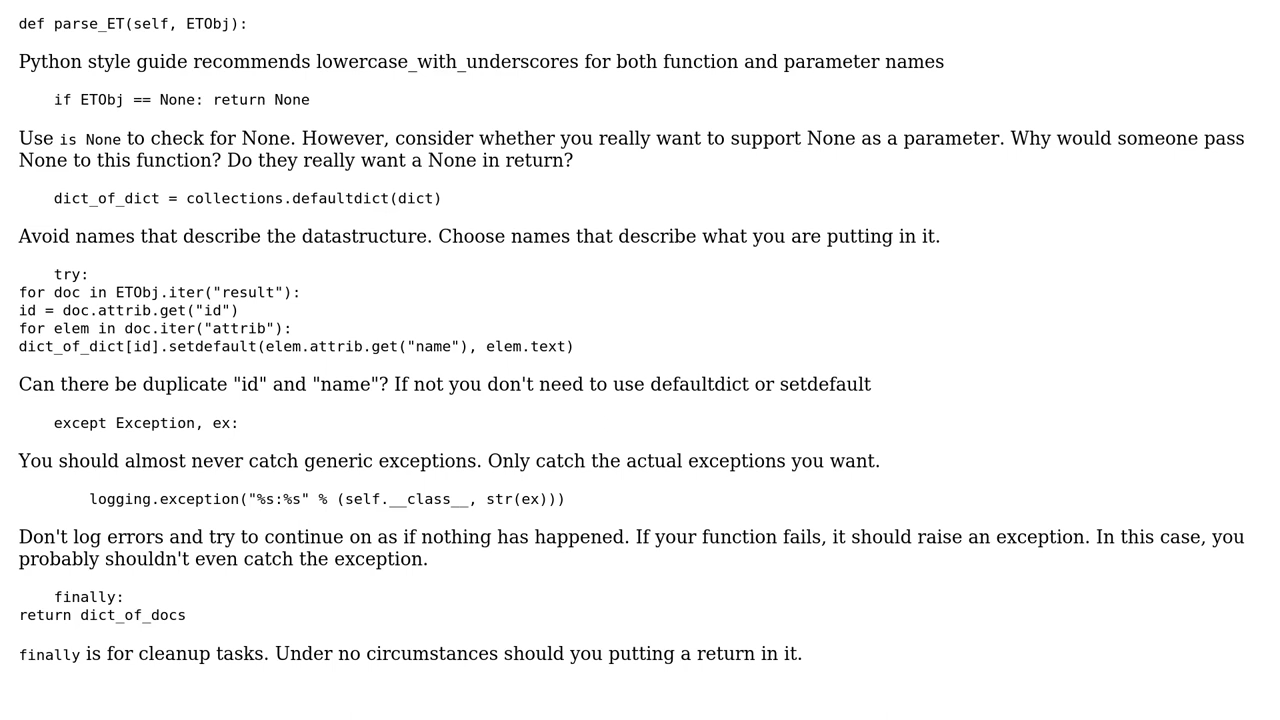 def parse_ET(self, ETObj):
Python style guide recommends lowercase_with_underscores for both function and parameter names
    if ETObj == None: return None
Use is None to check for None. However, consider whether you really want to support None as a parameter. Why would someone pass
None to this function? Do they really want a None in return?
    dict_of_dict = collections.defaultdict(dict)
Avoid names that describe the datastructure. Choose names that describe what you are putting in it.
    try:
for doc in ETObj.iter("result"):
id = doc.attrib.get("id")
for elem in doc.iter("attrib"):
dict_of_dict[id].setdefault(elem.attrib.get("name"), elem.text)
Can there be duplicate "id" and "name"? If not you don't need to use defaultdict or setdefault
    except Exception, ex:
You should almost never catch generic exceptions. Only catch the actual exceptions you want.
        logging.exception("%s:%s" % (self.__class__, str(ex)))
Don't log errors and try to continue on as if nothing has happened. If your function fails, it should raise an exception. In this case, you
probably shouldn't even catch the exception.
    finally:
return dict_of_docs
finally is for cleanup tasks. Under no circumstances should you putting a return in it.